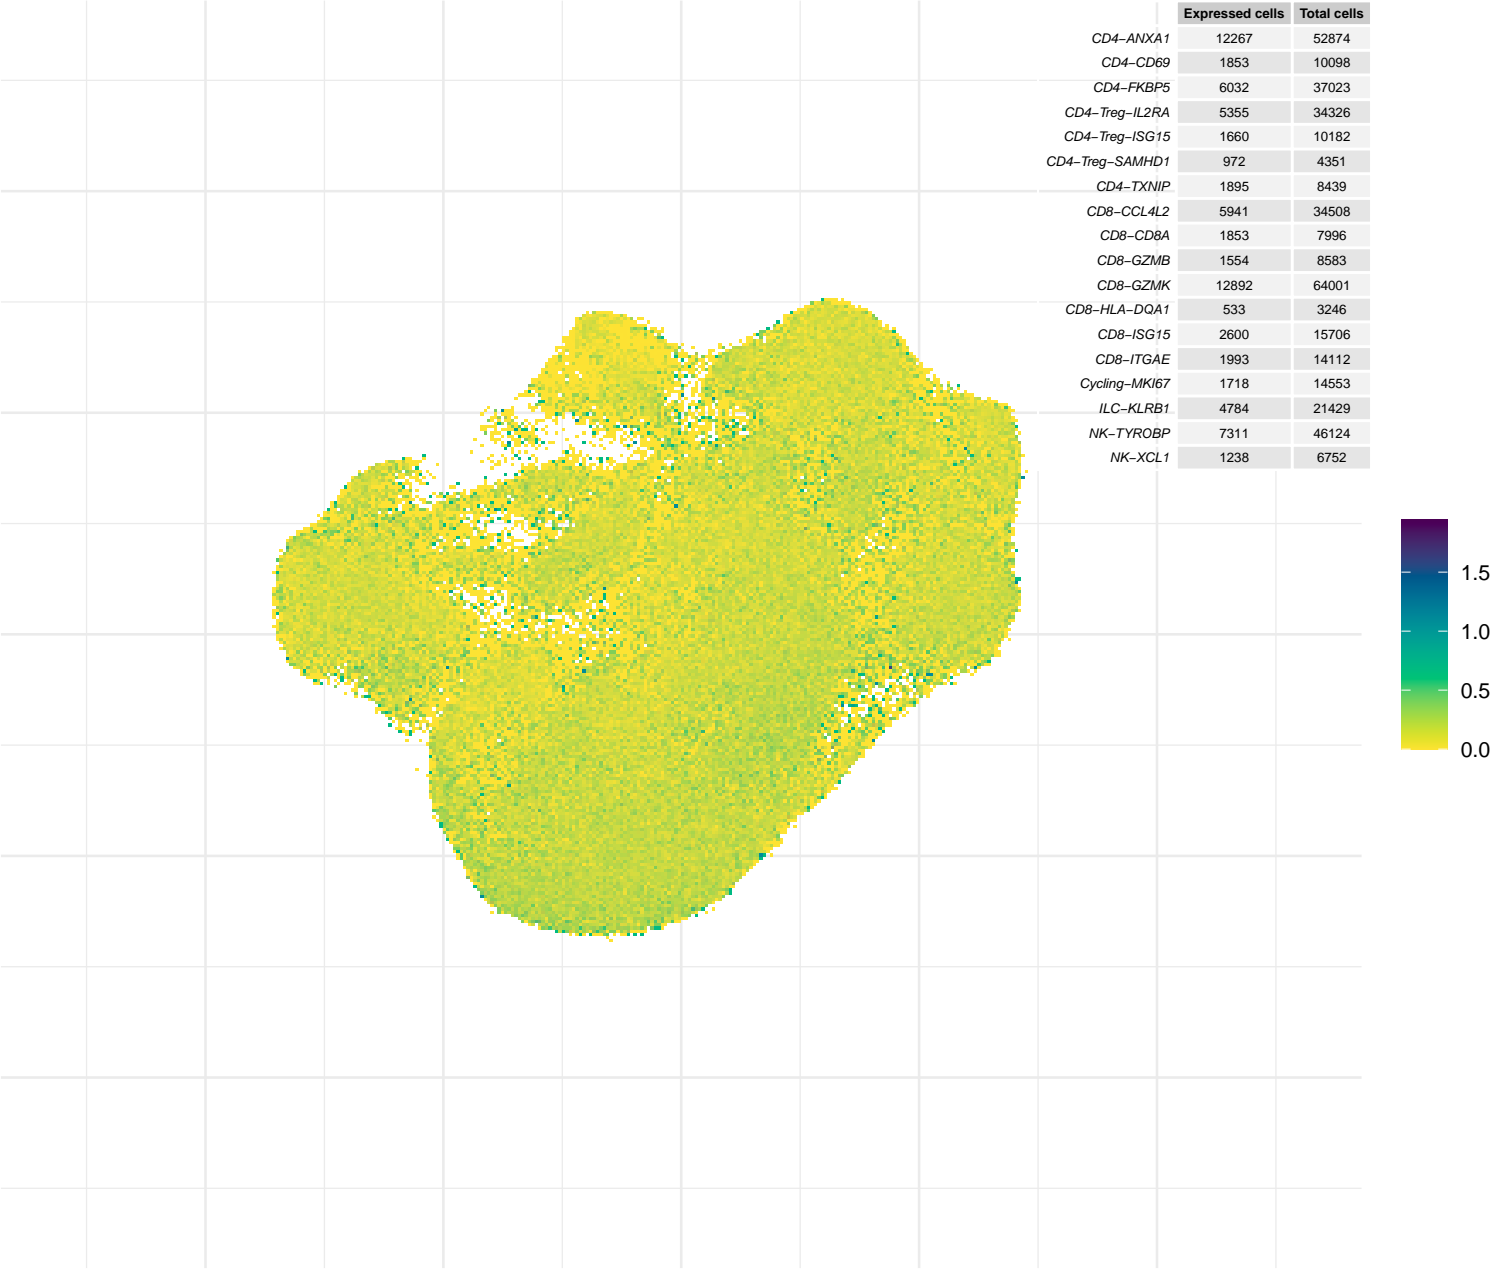 Expressed cells Total cells
CD4−ANXA1 12267 52874
CD4−CD69 1853 10098
CD4−FKBP5 6032 37023
CD4−Treg−IL2RA 5355 34326
CD4−Treg−ISG15 1660 10182
CD4−Treg−SAMHD1 972 4351
CD4−TXNIP 1895 8439
CD8−CCL4L2 5941 34508
CD8−CD8A 1853 7996
CD8−GZMB 1554 8583
CD8−GZMK 12892 64001
CD8−HLA−DQA1 533 3246
CD8−ISG15 2600 15706
CD8−ITGAE 1993 14112
Cycling−MKI67 1718 14553
ILC−KLRB1 4784 21429
NK−TYROBP 7311 46124
NK−XCL1 1238 6752
1.5
1.0
0.5
0.0